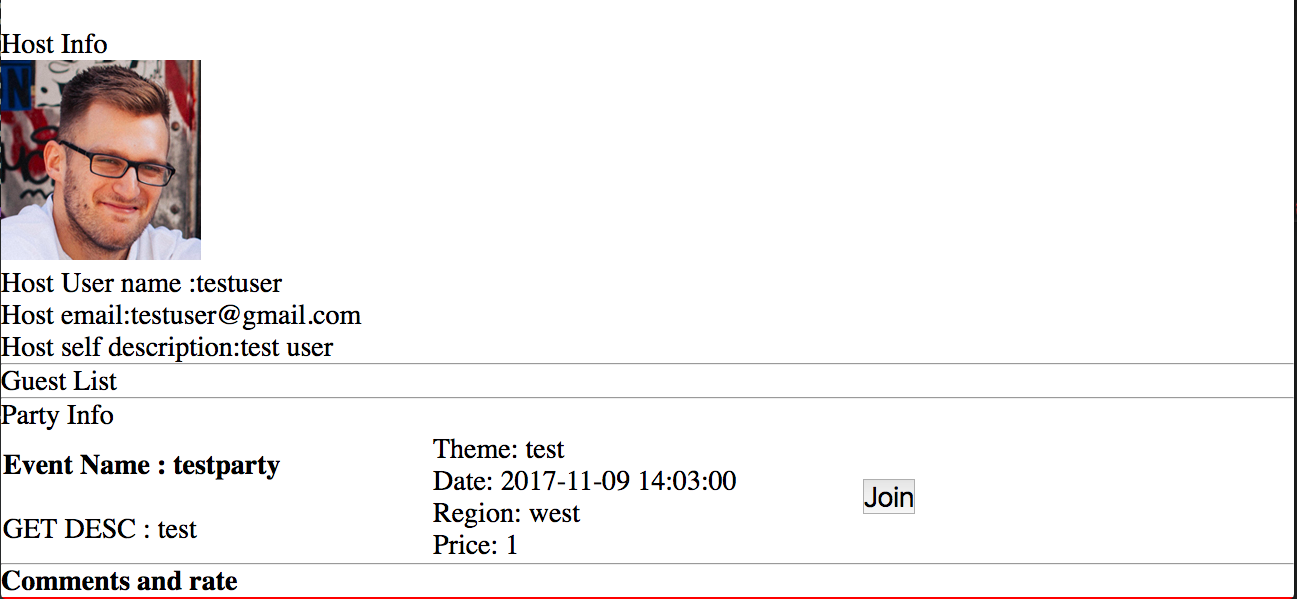 Host Info
N
Host User name :testuser
Host email:testuser@gmail.com
Host self description:test user
Guest List
Party Info
Event Name : testparty
GET DESC : test
Theme: test
Date: 2017-11-09 14:03:00
Region: west
Price: 1
Join
Comments and rate